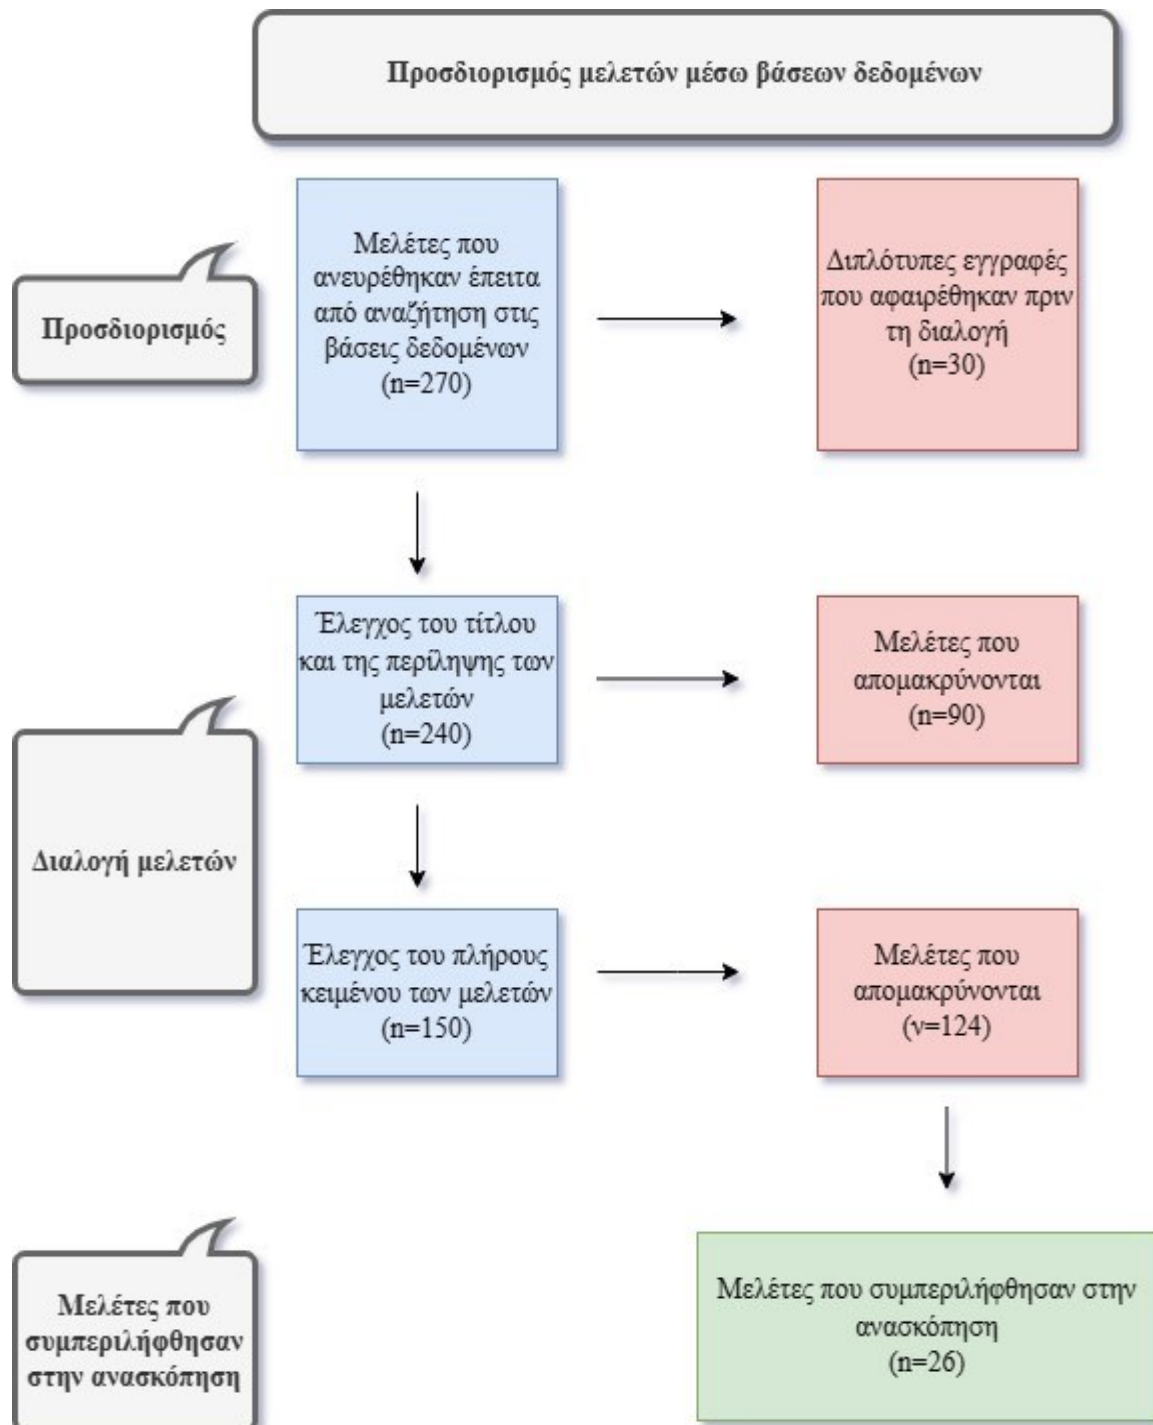 Προσδιορισμός μελετών μέσω βάσεων δεδομένων
Προσδιορισμός
Μελέτες που
ανευρέθηκαν έπειτα
από αναζήτηση στις
βάσεις δεδομένων
(n=270)
Διπλότυπες εγγραφές
που αφαιρέθηκαν πριν
τη διαλογή
(n=30)
Διαλογή μελετών
Έλεγχος του τίτλου
και της περίληψης των
μελετών
(n=240)
Μελέτες που
απομακρύνονται
(n=90)
Έλεγχος του πλήρους
κειμένου των μελετών
(n=150)
Μελέτες που
απομακρύνονται
(ν=124)
Μελέτες που
συμπεριλήφθησαν
στην ανασκόπηση
Μελέτες που συμπεριλήφθησαν στην
ανασκόπηση
(n=26)